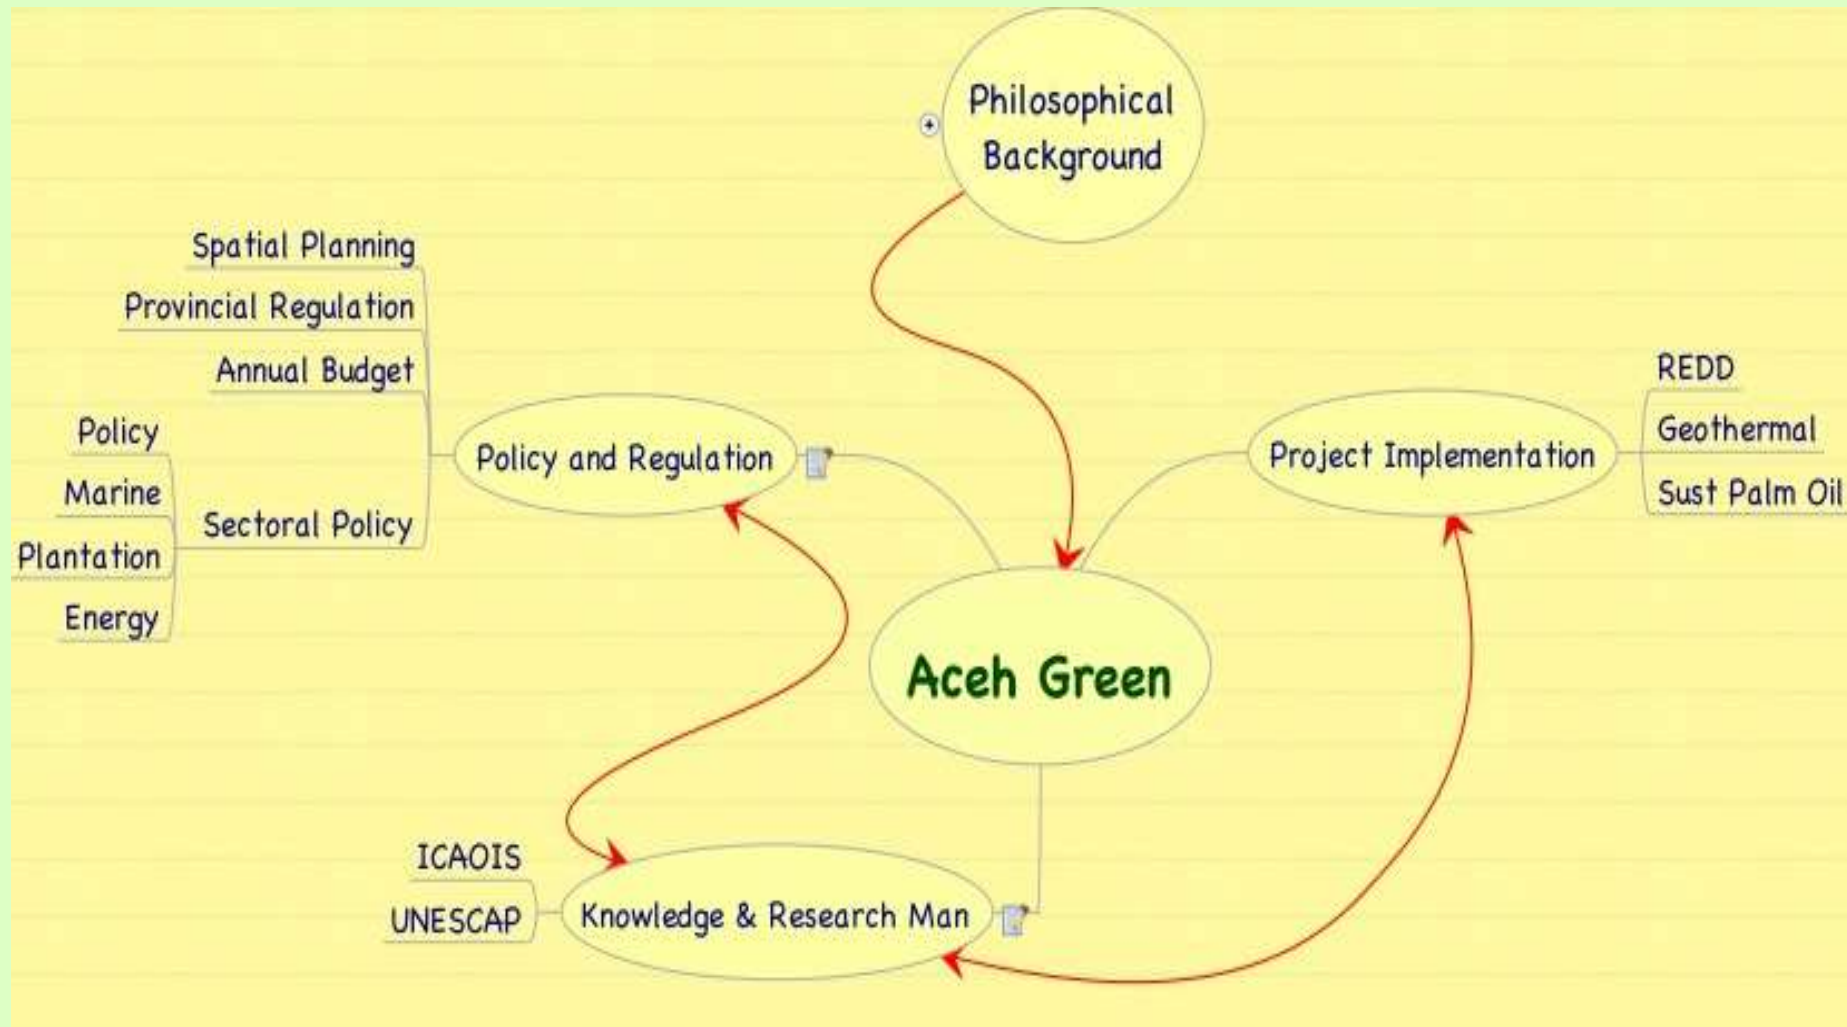 Philosophical
Background
Spatial Planning
Provincial Regulation
Annual Budget
Sectoral Policy
Policy
Marine
Plantation
Energy
Policy and Regulation
Project Implementation
REDD
Geothermal
Sust Palm Oil
Aceh Green
ICAOIS
UNESCAP
Knowledge & Research Man